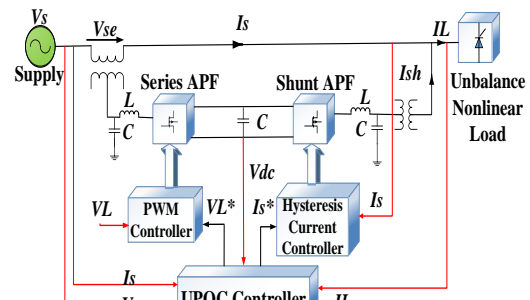 Vs
Vse
Is
IL
Supply
Series APF
Shunt APF
Ish
Unbalance
Nonlinear
Load
L
C
C
L
C
Vdc
VL
PWM
Controller
VL*
Is*
Hysteresis
Current
Controller
Is
Is
UPQC Controller